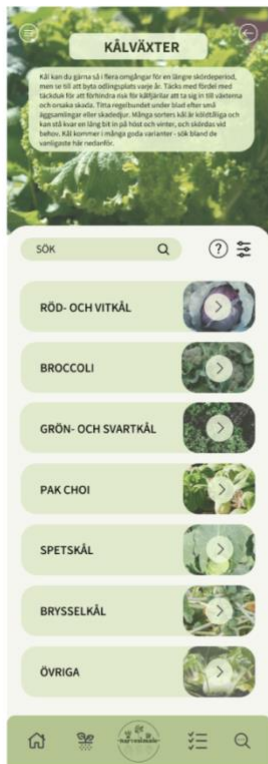 KÅLVÄXTER
Kål kan du gärna så i flera omgångar för en längre skördeperiod,
men se till att byta odlingsplats varje år. Täcks med fördel med
täckduk för att förhindra risk för kålfjärilar att ta sig in till växterna
och orsaka skada. Titta regelbundet under blad efter små
äggsamlingar eller skadedjur. Många sorters kål är köldtåliga och
kan stå kvar en lång bit in på höst och vinter, och skördas vid
behov. Kål kommer i många goda varianter - sök bland de
vanligaste här nedanför.
SÖK
?
RÖD- OCH VITKÅL
BROCCOLI
GRÖN- OCH SVARTKÅL
PAK CHOI
SPETSKÅL
BRYSSELKÅL
ÖVRIGA